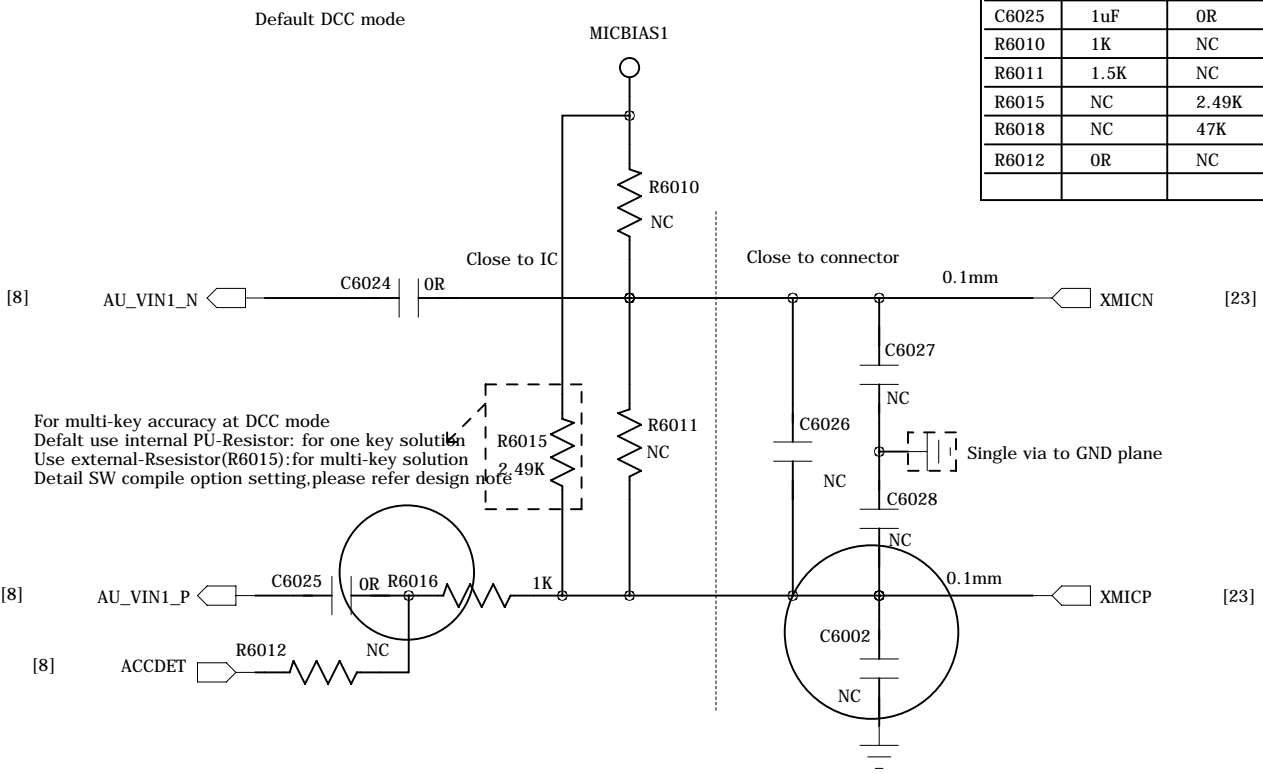 Default DCC mode
MICBIAS1
C6025 1uF 0R
R6010 1K NC
R6011 1.5K NC
R6015 NC 2.49K
R6018 NC 47K
R6012 0R NC
R6010
NC
Close to IC
Close to connector
[8] AU_VIN1_N
C6024
0R
0.1mm
XMICN [23]
C6027
NC
For multi-key accuracy at DCC mode
Defalt use internal PU-Resistor: for one key solution
Use external-Rsesistor(R6015):for multi-key solution
Detail SW compile option setting,please refer design note
R6015
2.49K
R6011
NC
C6026
NC
Single via to GND plane
C6028
NC
[8] AU_VIN1_P
C6025
0R
R6016
1K
0.1mm
XMICP [23]
[8] ACCDET
R6012
NC
C6002
NC